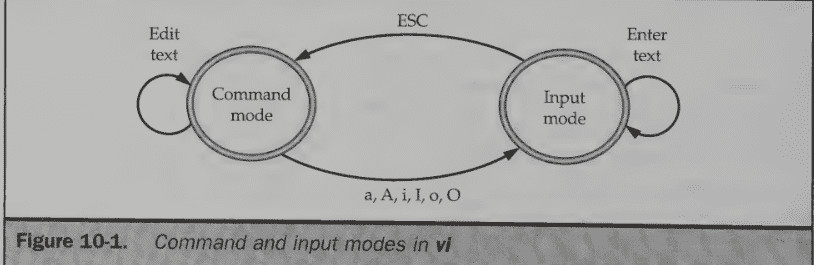 ESC
Edit
text
Enter
text
Command
mode
Input
mode
a, A, i, I, o, O
Figure 10-1. Command and input modes in vi